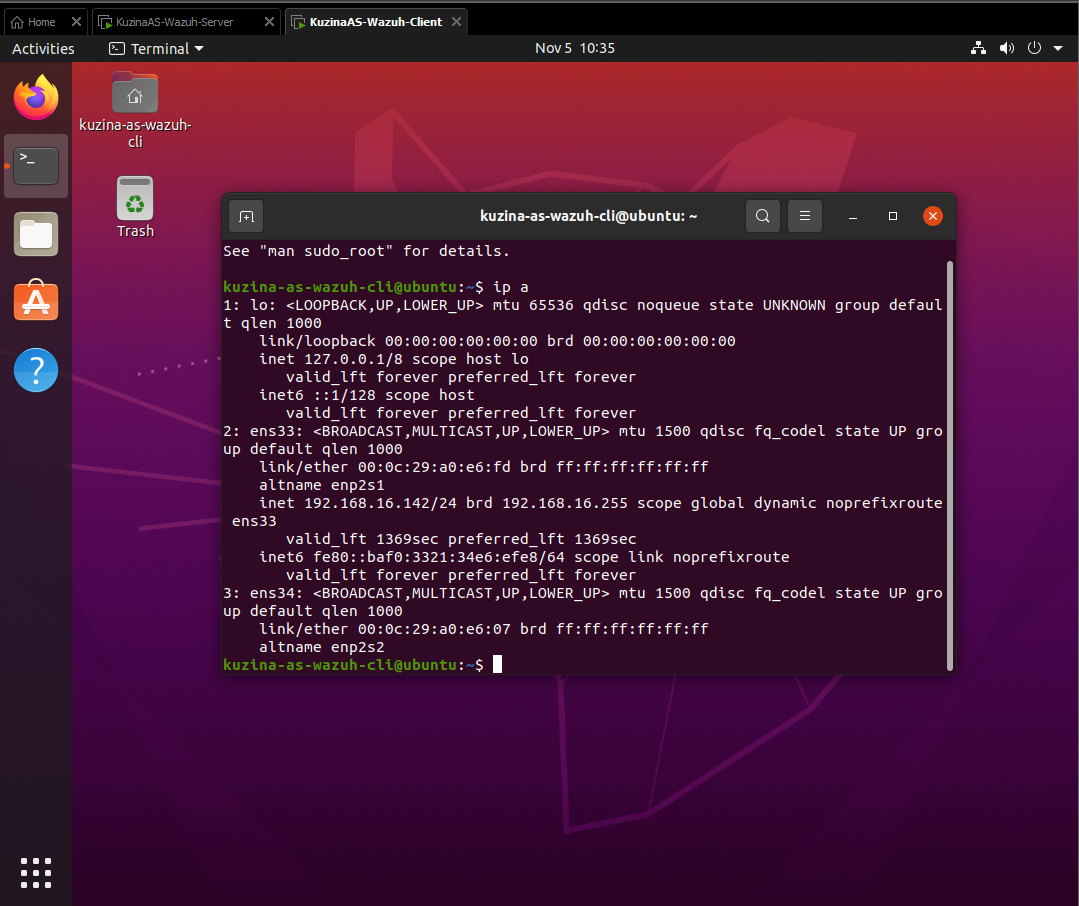 Home
KuzinaAS-Wazuh-Server
KuzinaAS-Wazuh-Client
Activities
Terminal
Nov 5 10:35
kuzina-as-wazuh-
cli
Trash
kuzina-as-wazuh-cli@ubuntu: ~
See "man sudo_root" for details.
kuzina-as-wazuh-cli@ubuntu:~$ ip a
1: lo: <LOOPBACK,UP,LOWER_UP> mtu 65536 qdisc noqueue state UNKNOWN group defaul
t qlen 1000
    link/loopback 00:00:00:00:00:00 brd 00:00:00:00:00:00
    inet 127.0.0.1/8 scope host lo
       valid_lft forever preferred_lft forever
    inet6 ::1/128 scope host
       valid_lft forever preferred_lft forever
2: ens33: <BROADCAST,MULTICAST,UP,LOWER_UP> mtu 1500 qdisc fq_codel state UP gro
up default qlen 1000
    link/ether 00:0c:29:a0:e6:fd brd ff:ff:ff:ff:ff:ff
    altname enp2s1
    inet 192.168.16.142/24 brd 192.168.16.255 scope global dynamic noprefixroute
 ens33
       valid_lft 1369sec preferred_lft 1369sec
    inet6 fe80::baf0:3321:34e6:efe8/64 scope link noprefixroute
       valid_lft forever preferred_lft forever
3: ens34: <BROADCAST,MULTICAST,UP,LOWER_UP> mtu 1500 qdisc fq_codel state UP gro
up default qlen 1000
    link/ether 00:0c:29:a0:e6:07 brd ff:ff:ff:ff:ff:ff
    altname enp2s2
kuzina-as-wazuh-cli@ubuntu:~$